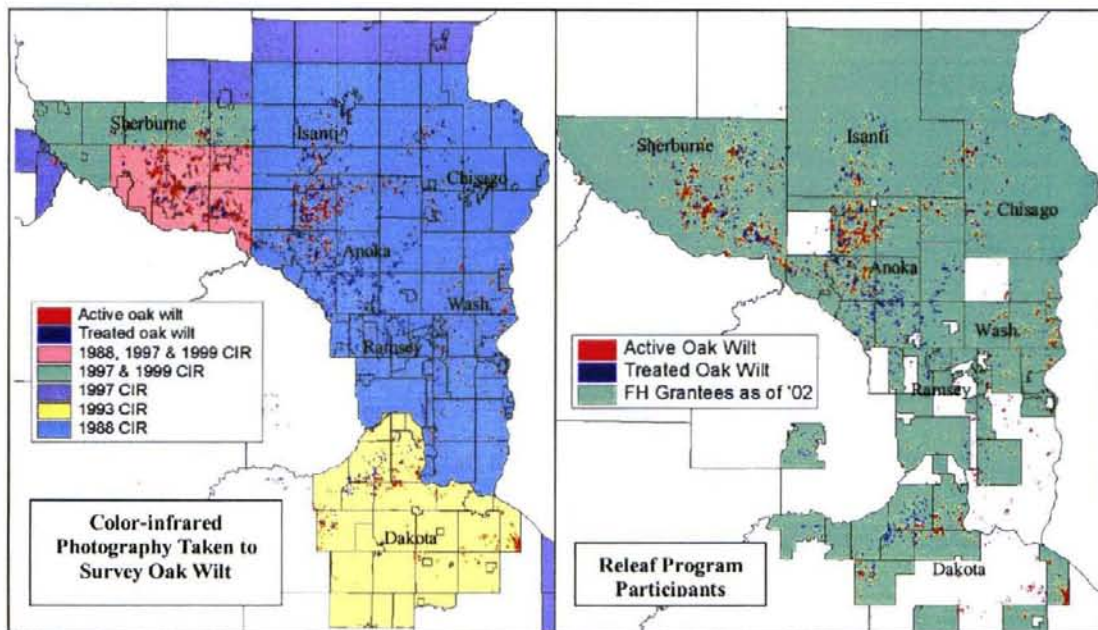 Sherburne
Isanti
Chisago
Anoka
Wash.
Ramsey
Dakota
Active oak wilt
Treated oak wilt
1988, 1997 & 1999 CIR
1997 & 1999 CIR
1997 CIR
1993 CIR
1988 CIR
Color-infrared
Photography Taken to
Survey Oak Wilt
Sherburne
Isanti
Chisago
Anoka
Wash.
Ramsey
Dakota
Active Oak Wilt
Treated Oak Wilt
FH Grantees as of '02
Releaf Program
Participants